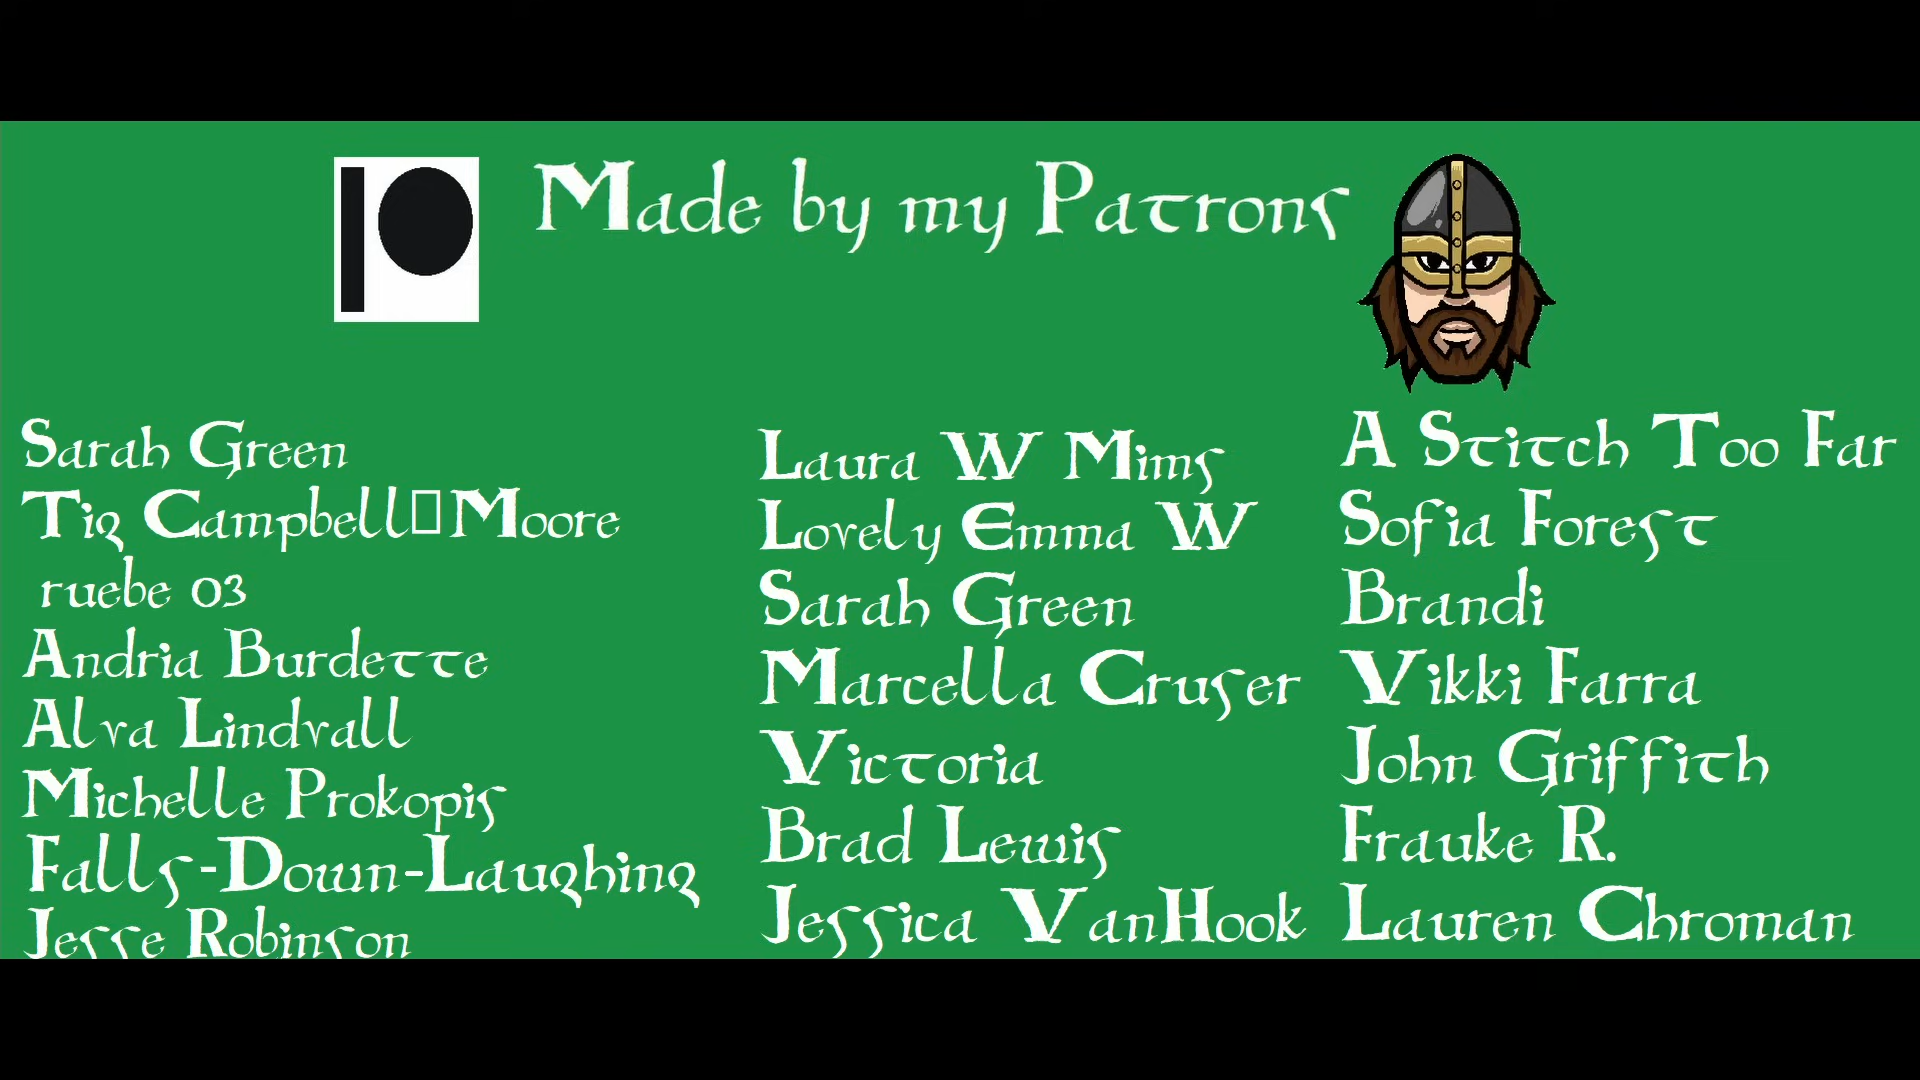 Made by my Patrons
Sarah Green
Tig Campbell▯Moore
ruebe 03
Andria Burdette
Alva Lindvall
Michelle Prokopis
Falls-Down-Laughing
Jesse Robinson
Laura W Mims
Lovely Emma W
Sarah Green
Marcella Cruser
Victoria
Brad Lewis
Jessica VanHook
A Stitch Too Far
Sofia Forest
Brandi
Vikki Farra
John Griffith
Frauke R.
Lauren Chroman